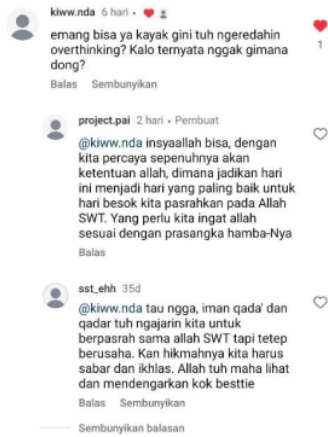 kiww.nda 6 hari
emang bisa ya kayak gini tuh ngeredahin
overthinking? Kalo ternyata nggak gimana
dong?
1
Balas Sembunyikan
project.pai 2 hari • Pembuat
@kiww.nda insyaallah bisa, dengan
kita percaya sepenuhnya akan
ketentuan allah, dimana jadikan hari
ini menjadi hari yang paling baik untuk
hari besok kita pasrahkan pada Allah
SWT. Yang perlu kita ingat allah
sesuai dengan prasangka hamba-Nya
Balas
sst_ehh 35d
@kiww.nda tau ngga, iman qada' dan
qadar tuh ngajarin kita untuk
berpasrah sama allah SWT tapi tetep
berusaha. Kan hikmahnya kita harus
sabar dan ikhlas. Allah tuh maha lihat
dan mendengarkan kok besttie
Balas Sembunyikan
Sembunyikan balasan